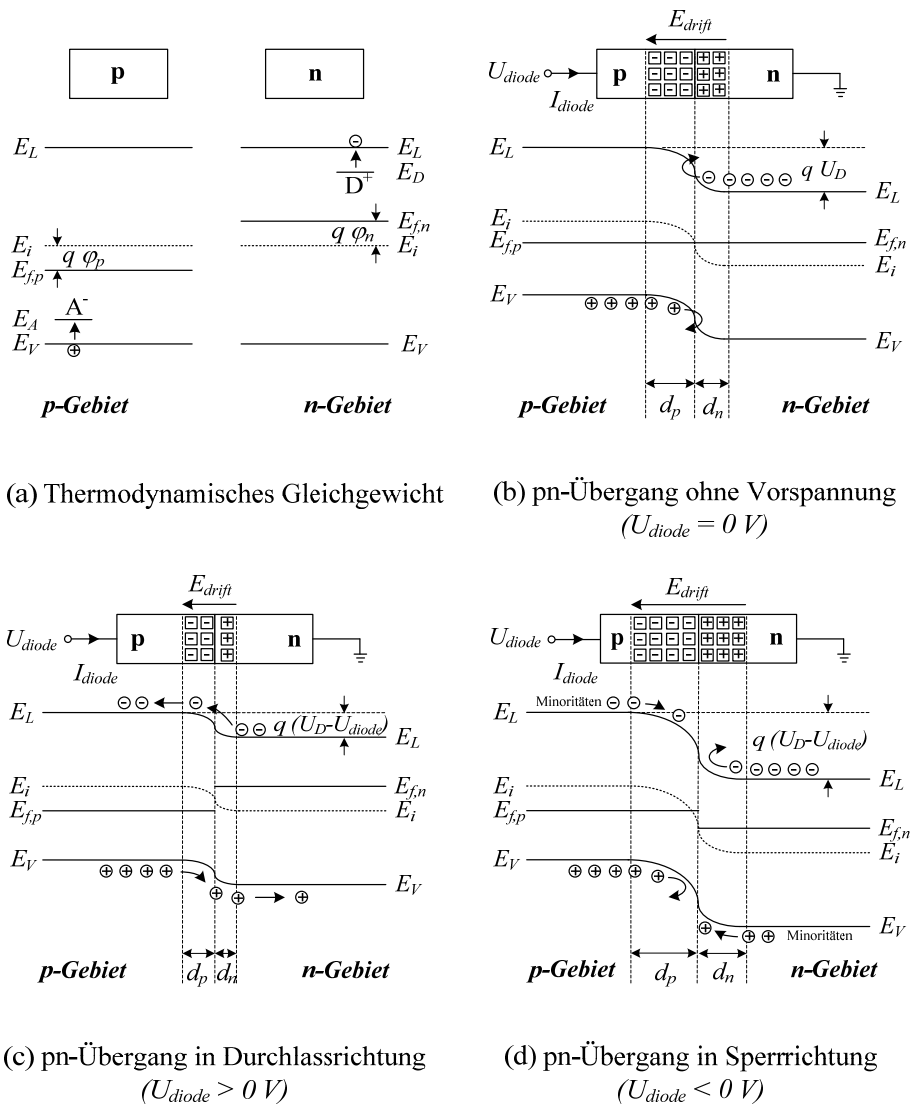 p
n
E_L
E_L
D⁺
E_D
E_f,n
q φ_n
E_i
E_i
q φ_p
E_f,p
E_A
A⁻
E_V
E_V
p-Gebiet
n-Gebiet
(a) Thermodynamisches Gleichgewicht
E_drift
U_diode
p
n
I_diode
E_L
q U_D
E_L
E_i
E_f,p
E_f,n
E_i
E_V
E_V
p-Gebiet
d_p
d_n
n-Gebiet
(b) pn-Übergang ohne Vorspannung
(U_diode = 0 V)
E_drift
U_diode
p
n
I_diode
E_L
q (U_D-U_diode)
E_L
E_i
E_f,n
E_f,p
E_i
E_V
E_V
p-Gebiet
d_p
d_n
n-Gebiet
(c) pn-Übergang in Durchlassrichtung
(U_diode > 0 V)
E_drift
U_diode
p
n
I_diode
Minoritäten
E_L
q (U_D-U_diode)
E_L
E_i
E_f,p
E_f,n
E_i
E_V
E_V
Minoritäten
p-Gebiet
d_p
d_n
n-Gebiet
(d) pn-Übergang in Sperrrichtung
(U_diode < 0 V)